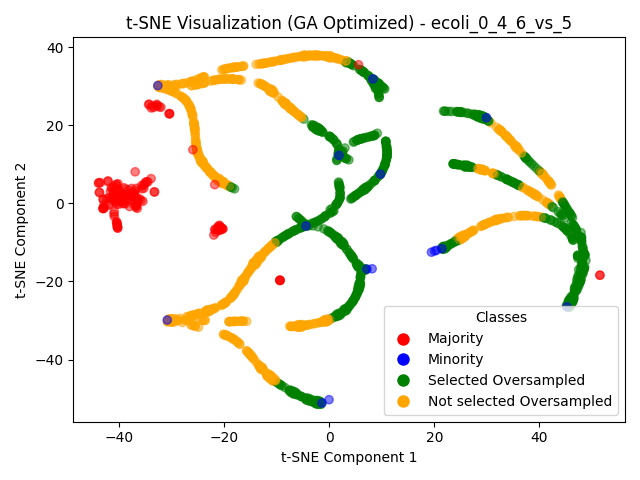 t-SNE Visualization (GA Optimized) - ecoli_0_4_6_vs_5
40
20
0
−20
−40
t-SNE Component 2
−40
−20
0
20
40
t-SNE Component 1
Classes
Majority
Minority
Selected Oversampled
Not selected Oversampled